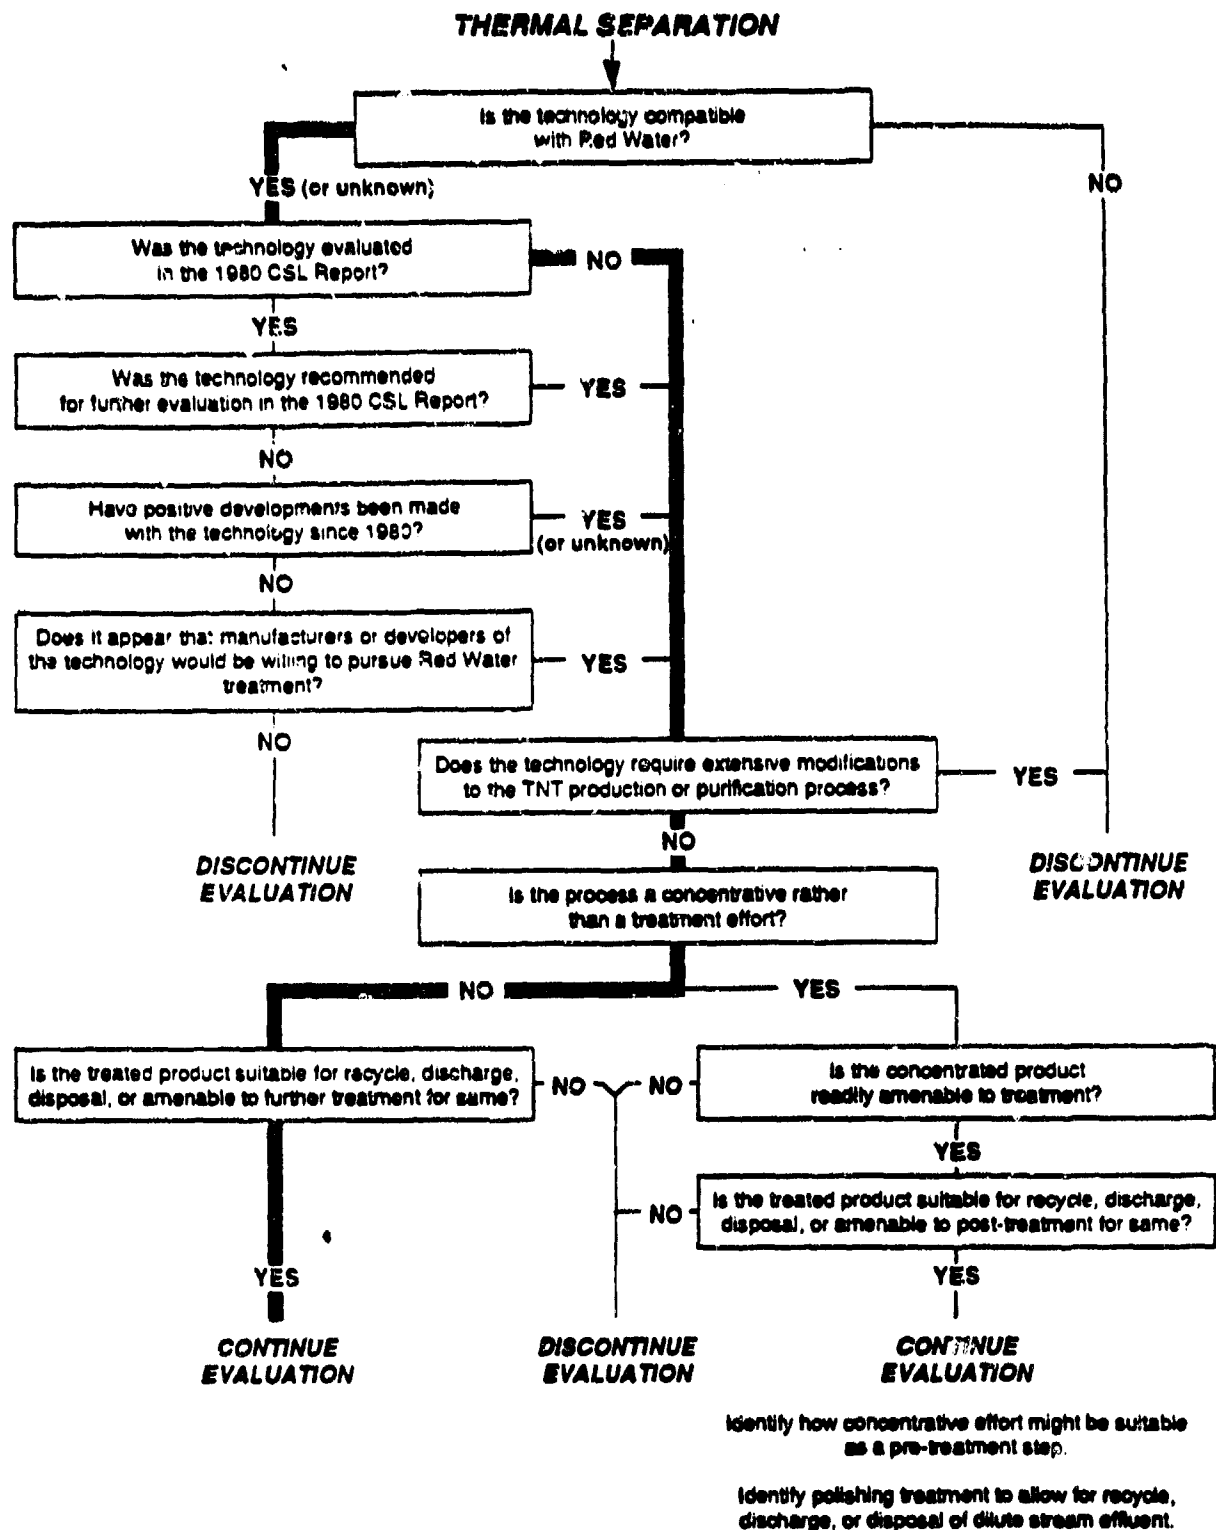 THERMAL SEPARATION
Is the technology compatible
with Red Water?
YES (or unknown)
NO
Was the technology evaluated
in the 1980 CSL Report?
NO
YES
Was the technology recommended
for further evaluation in the 1980 CSL Report?
YES
NO
Have positive developments been made
with the technology since 1980?
YES
(or unknown)
NO
Does it appear that manufacturers or developers of
the technology would be willing to pursue Red Water
treatment?
YES
NO
Does the technology require extensive modifications
to the TNT production or purification process?
YES
NO
DISCONTINUE
EVALUATION
DISCONTINUE
EVALUATION
Is the process a concentrative rather
than a treatment effort?
NO
YES
Is the treated product suitable for recycle, discharge,
disposal, or amenable to further treatment for same?
NO
NO
Is the concentrated product
readily amenable to treatment?
YES
NO
Is the treated product suitable for recycle, discharge,
disposal, or amenable to post-treatment for same?
YES
YES
CONTINUE
EVALUATION
DISCONTINUE
EVALUATION
CONTINUE
EVALUATION
Identify how concentrative effort might be suitable
as a pre-treatment step.
Identify polishing treatment to allow for recycle,
discharge, or disposal of dilute stream effluent.